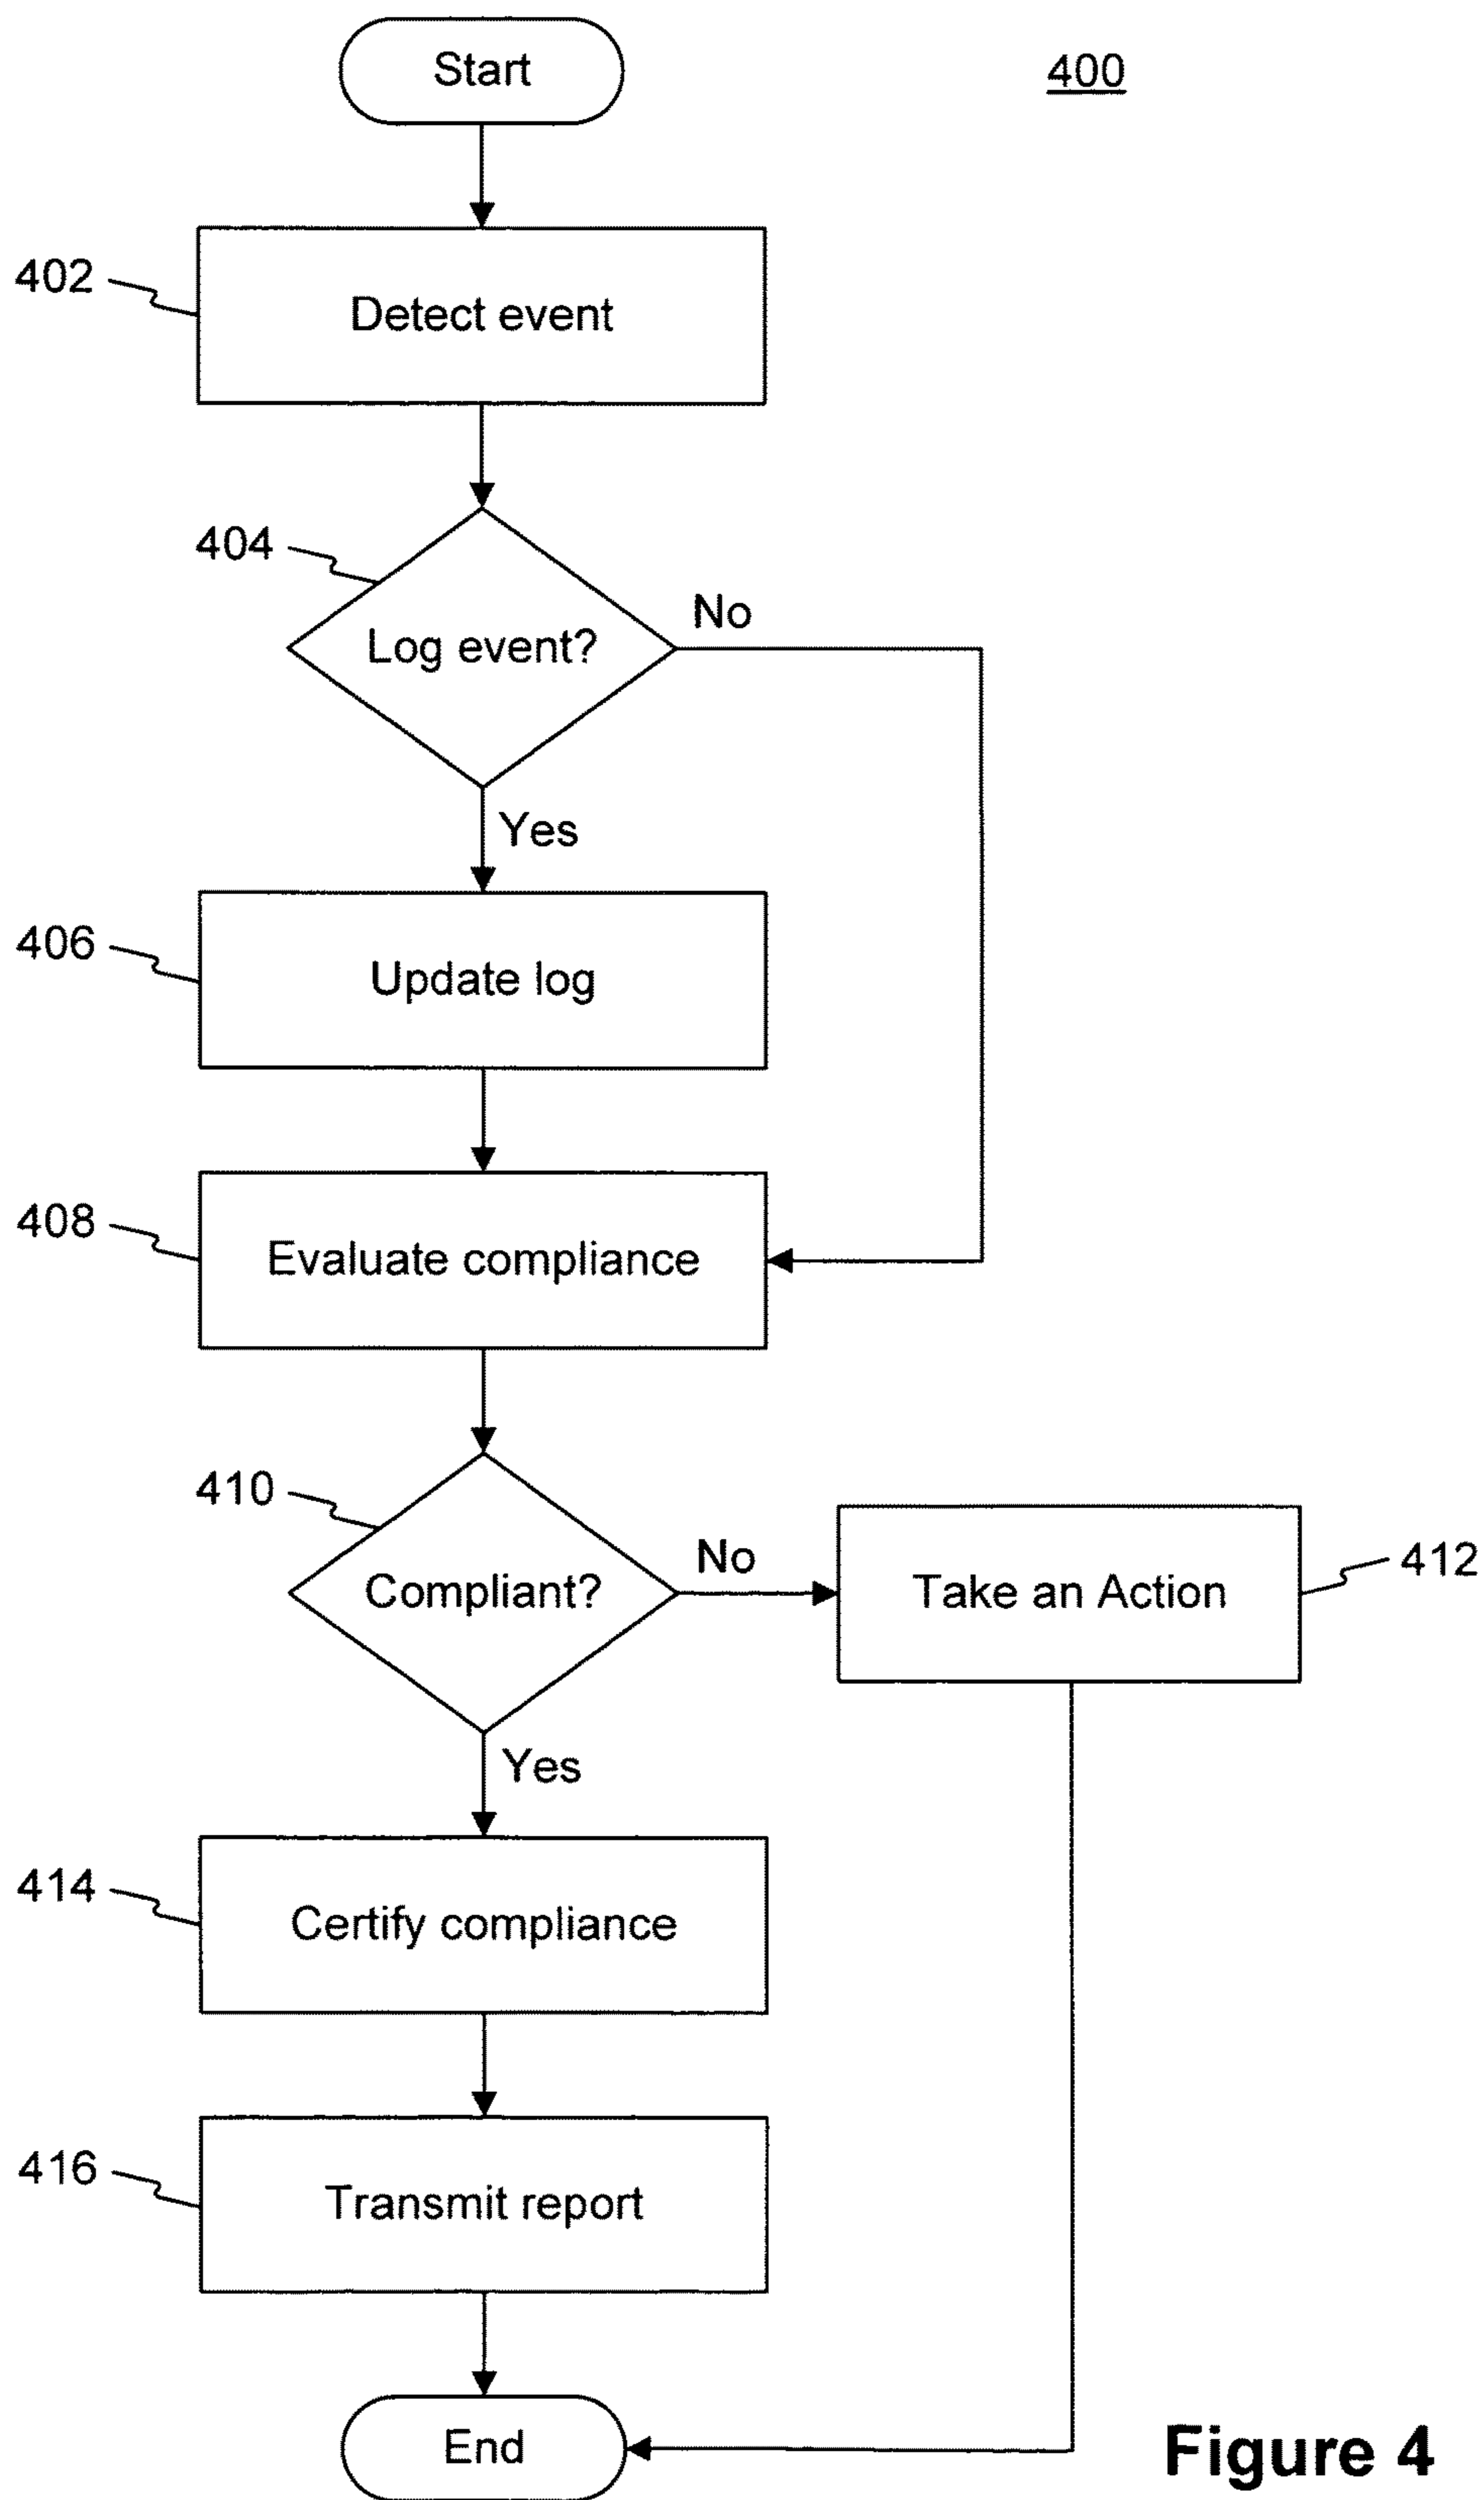 Start
400
402
Detect event
404
Log event?
No
Yes
406
Update log
408
Evaluate compliance
410
Compliant?
No
Take an Action
412
Yes
414
Certify compliance
416
Transmit report
End
Figure 4